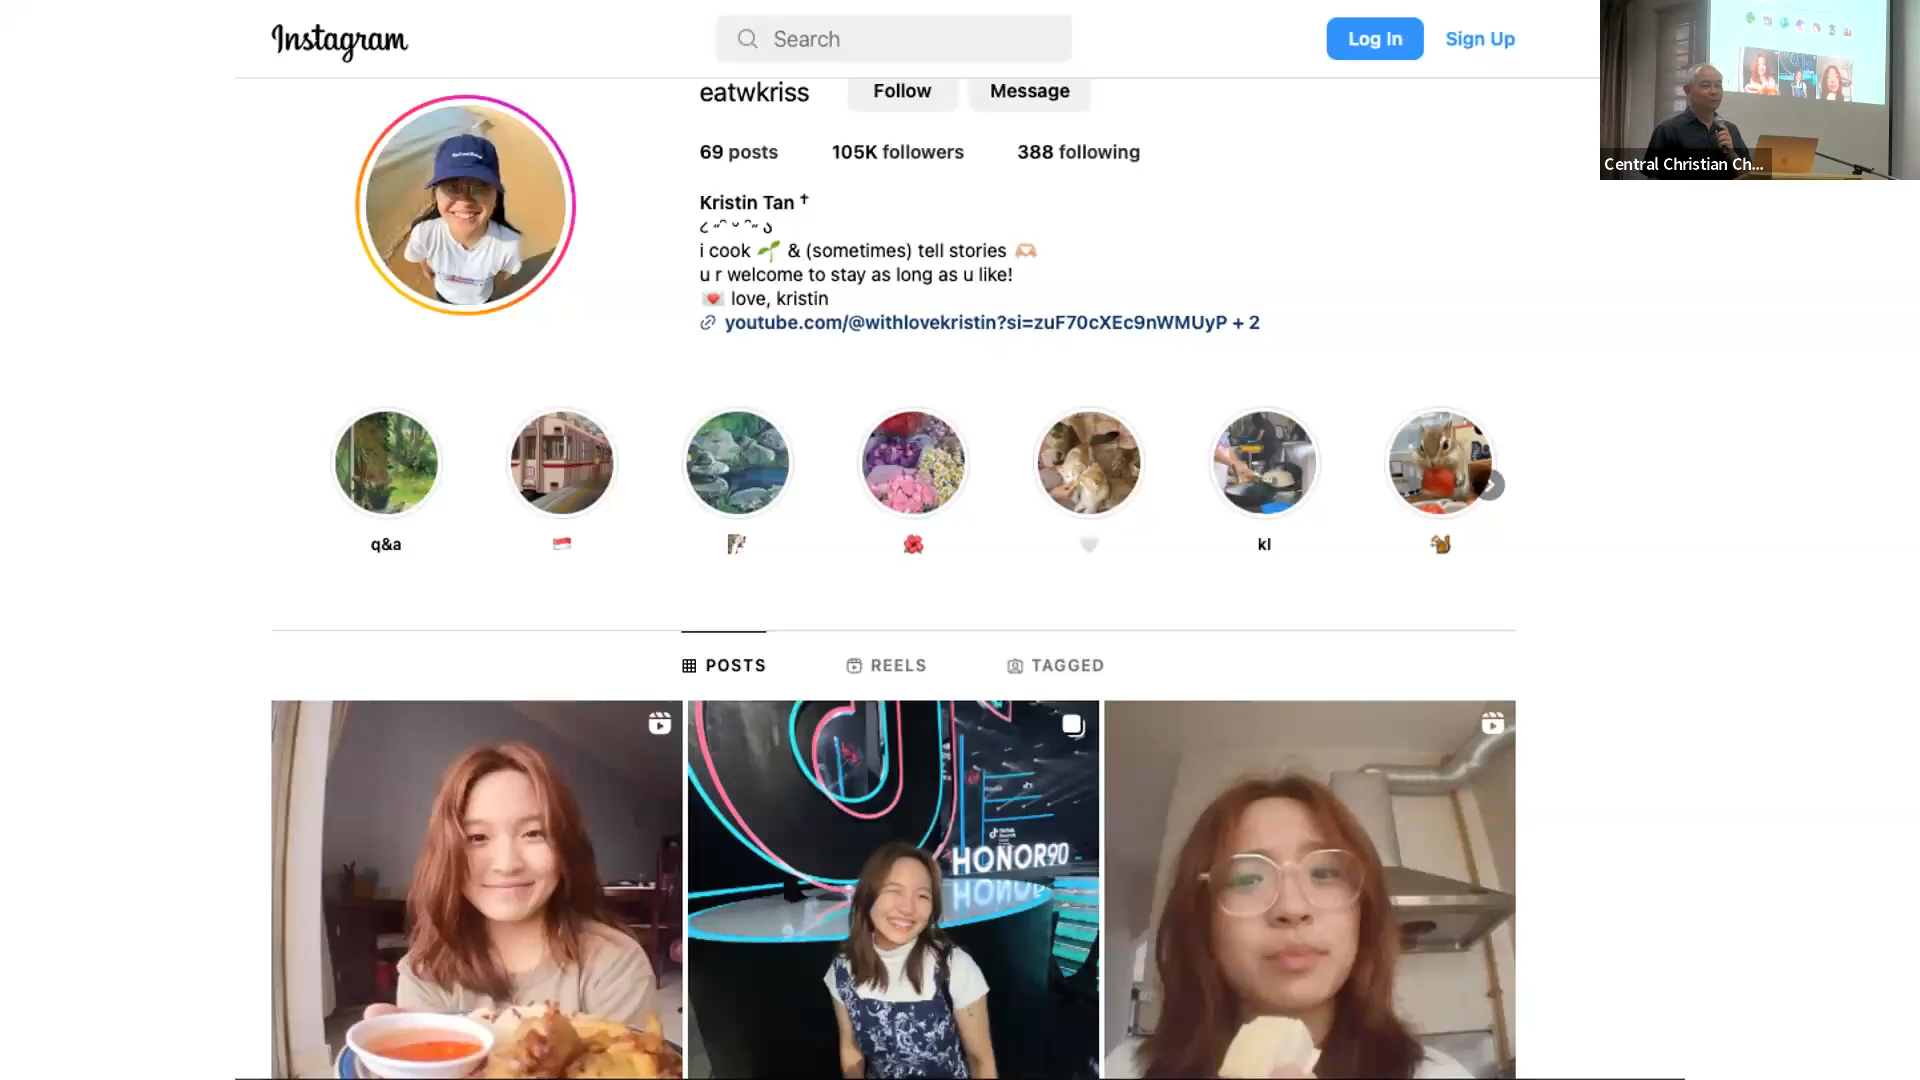 Instagram
Search
Log In
Sign Up
eatwkriss
Follow
Message
69 posts
105K followers
388 following
Kristin Tan ✝
i cook 🌱 & (sometimes) tell stories 🫶🏻
u r welcome to stay as long as u like!
💌 love, kristin
youtube.com/@withlovekristin?si=zuF70cXEc9nWMUyP + 2
q&a
kl
POSTS
REELS
TAGGED
HONOR90
Central Christian Ch...